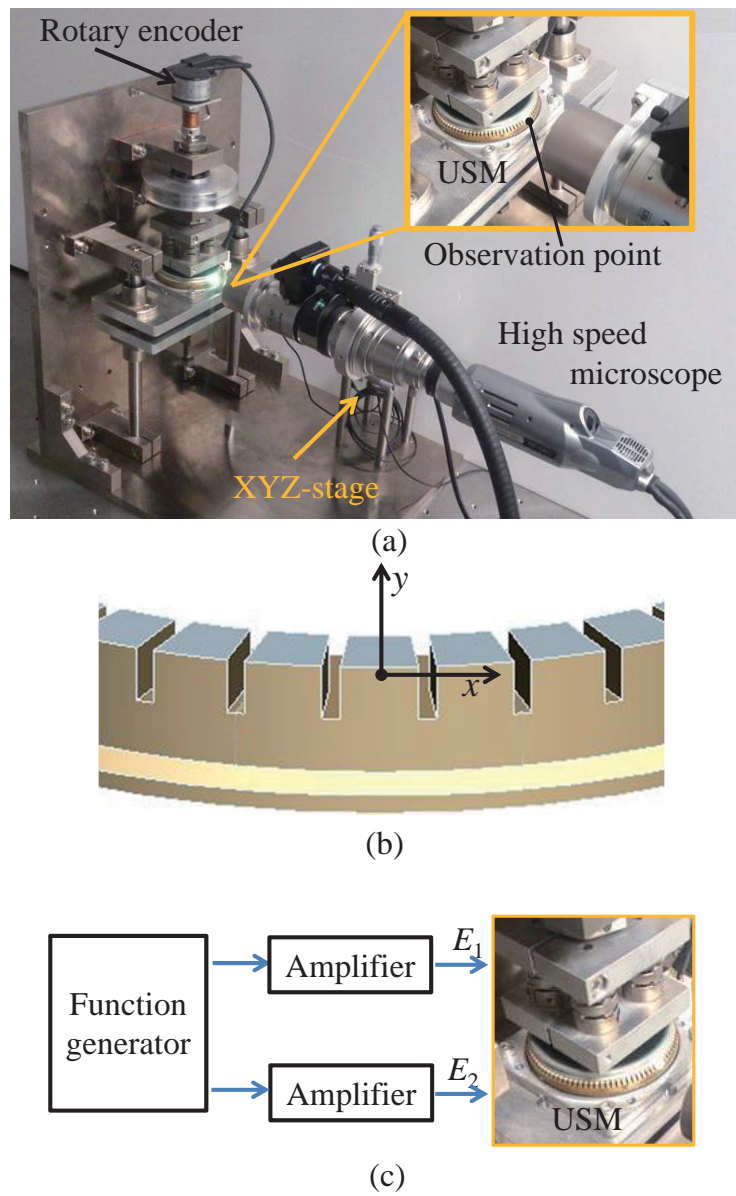 Rotary encoder
USM
Observation point
High speed
microscope
XYZ-stage
(a)
y
x
(b)
Function
generator
Amplifier
E1
Amplifier
E2
USM
(c)